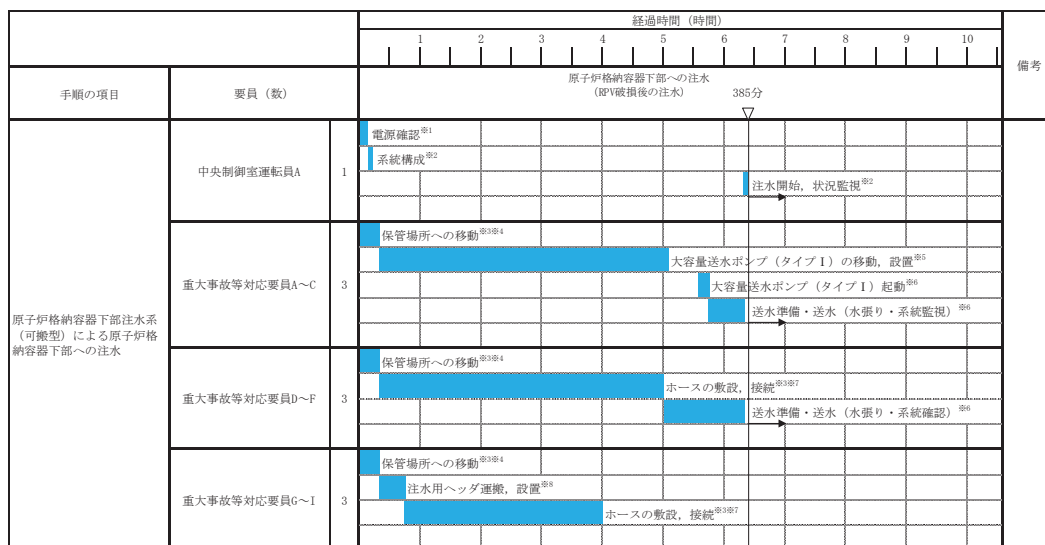 経過時間（時間）
1 2 3 4 5 6 7 8 9 10
備考
手順の項目
要員（数）
原子炉格納容器下部への注水
（RPV破損後の注水）
385分
電源確認※1
系統構成※2
中央制御室運転員A
1
注水開始，状況監視※2
保管場所への移動※3※4
大容量送水ポンプ（タイプⅠ）の移動，設置※5
重大事故等対応要員A～C
3
大容量送水ポンプ（タイプⅠ）起動※6
送水準備・送水（水張り・系統監視）※6
原子炉格納容器下部注水系
（可搬型）による原子炉格
納容器下部への注水
保管場所への移動※3※4
重大事故等対応要員D～F
3
ホースの敷設，接続※3※7
送水準備・送水（水張り・系統確認）※6
保管場所への移動※3※4
注水用ヘッダ運搬，設置※8
重大事故等対応要員G～I
3
ホースの敷設，接続※3※7